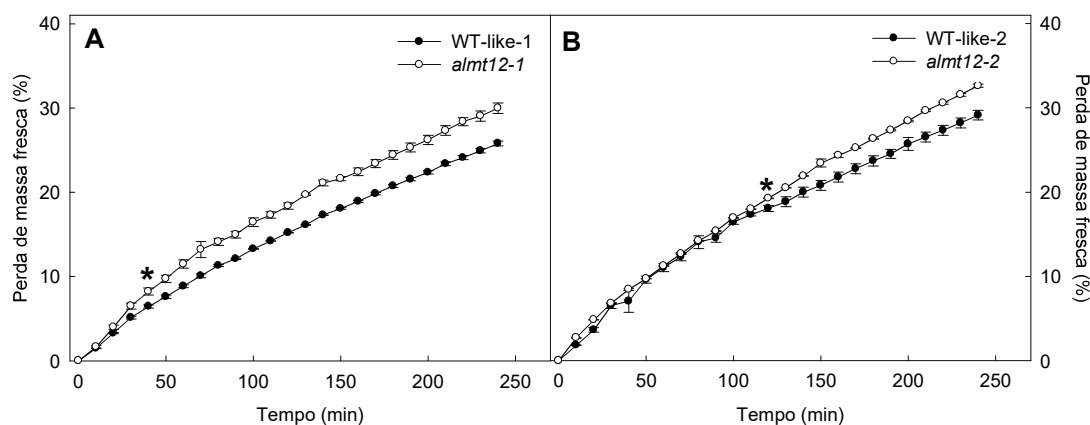 A
WT-like-1
almt12-1
Perda de massa fresca (%)
40
30
20
10
0
*
0 50 100 150 200 250
Tempo (min)
B
WT-like-2
almt12-2
*
40
30
20
10
0
Perda de massa fresca (%)
0 50 100 150 200 250
Tempo (min)